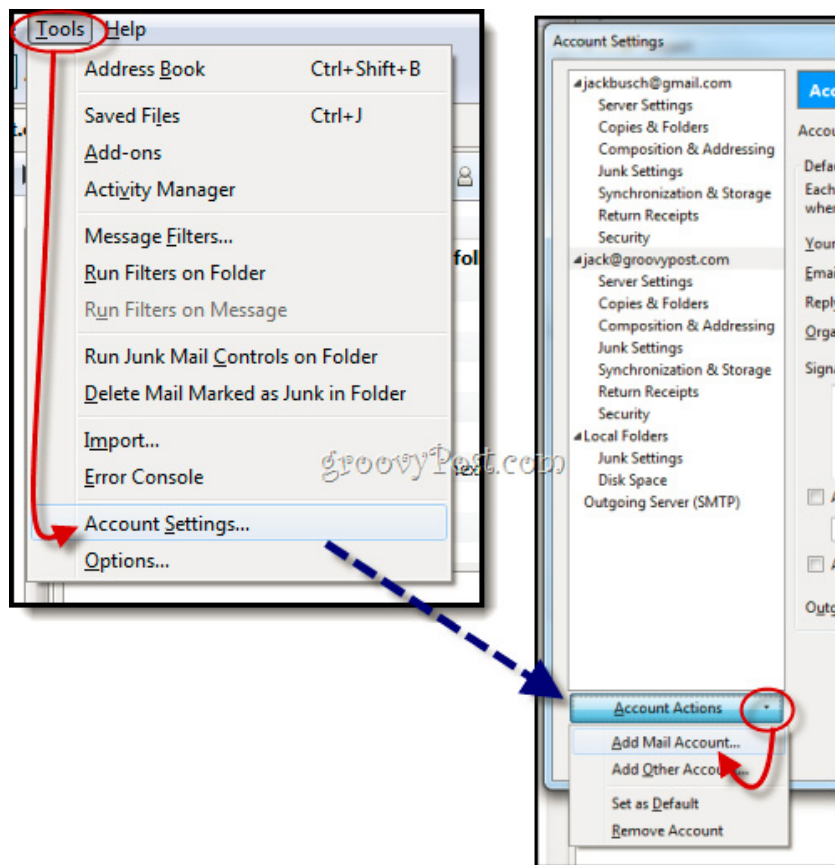 Tools Help
Address Book Ctrl+Shift+B
Saved Files Ctrl+J
Add-ons
Activity Manager
Message Filters...
Run Filters on Folder
Run Filters on Message
Run Junk Mail Controls on Folder
Delete Mail Marked as Junk in Folder
Import...
Error Console
Account Settings...
Options...
groovyPost.com
Account Settings
jackbusch@gmail.com
Server Settings
Copies & Folders
Composition & Addressing
Junk Settings
Synchronization & Storage
Return Receipts
Security
jack@groovypost.com
Server Settings
Copies & Folders
Composition & Addressing
Junk Settings
Synchronization & Storage
Return Receipts
Security
Local Folders
Junk Settings
Disk Space
Outgoing Server (SMTP)
Account Actions
Add Mail Account...
Add Other
Set as Default
Remove Account
Each
Your